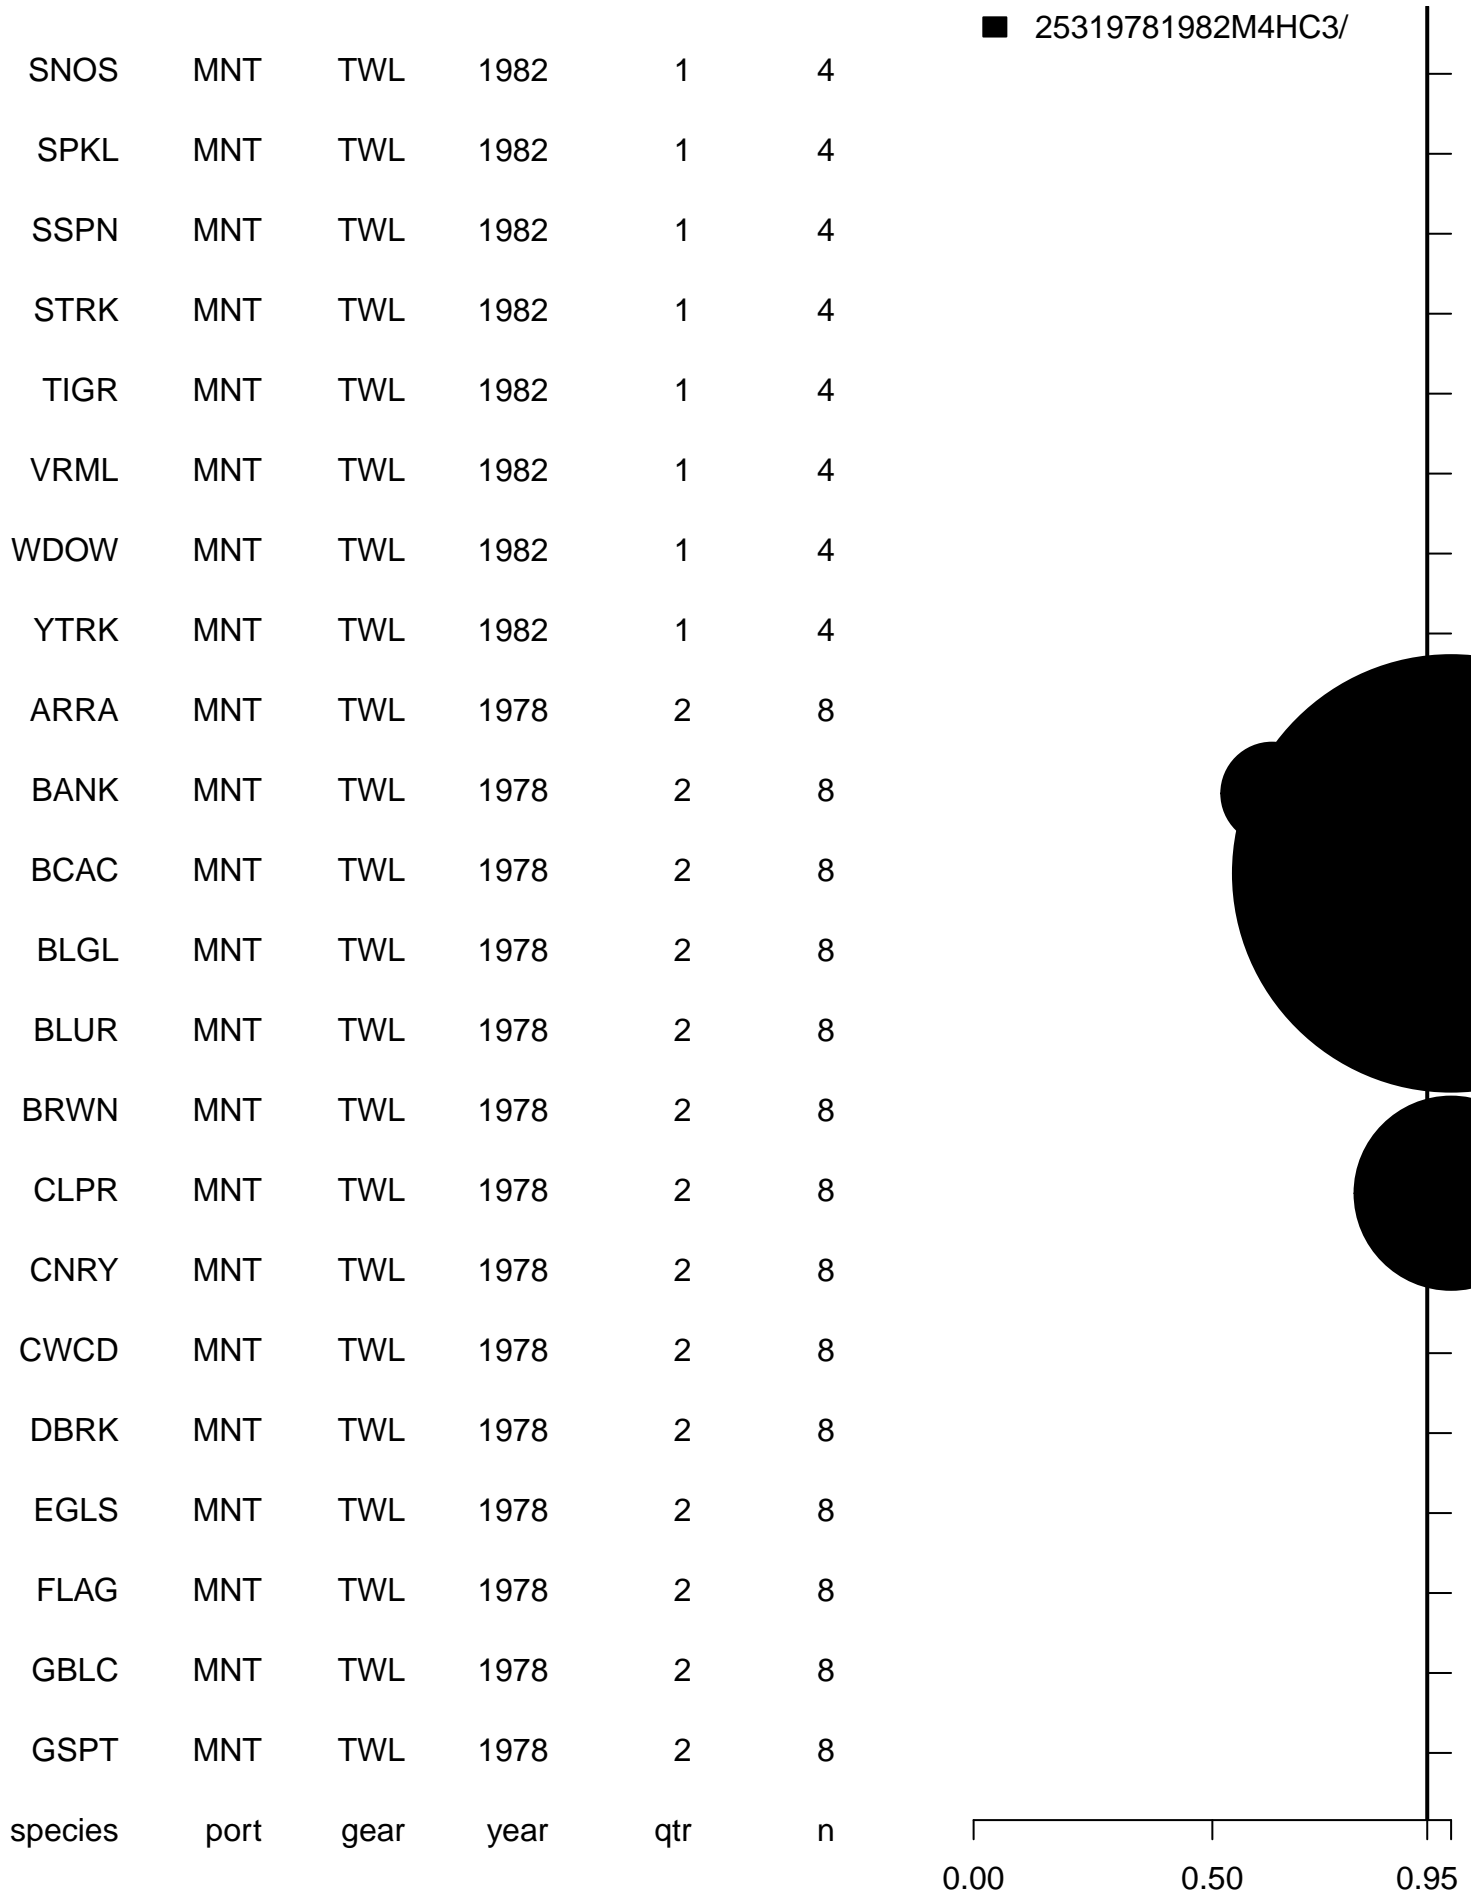 25319781982M4HC3/
SNOS MNT TWL 1982 1 4
SPKL MNT TWL 1982 1 4
SSPN MNT TWL 1982 1 4
STRK MNT TWL 1982 1 4
TIGR MNT TWL 1982 1 4
VRML MNT TWL 1982 1 4
WDOW MNT TWL 1982 1 4
YTRK MNT TWL 1982 1 4
ARRA MNT TWL 1978 2 8
BANK MNT TWL 1978 2 8
BCAC MNT TWL 1978 2 8
BLGL MNT TWL 1978 2 8
BLUR MNT TWL 1978 2 8
BRWN MNT TWL 1978 2 8
CLPR MNT TWL 1978 2 8
CNRY MNT TWL 1978 2 8
CWCD MNT TWL 1978 2 8
DBRK MNT TWL 1978 2 8
EGLS MNT TWL 1978 2 8
FLAG MNT TWL 1978 2 8
GBLC MNT TWL 1978 2 8
GSPT MNT TWL 1978 2 8
species port gear year qtr n
0.00 0.50 0.95